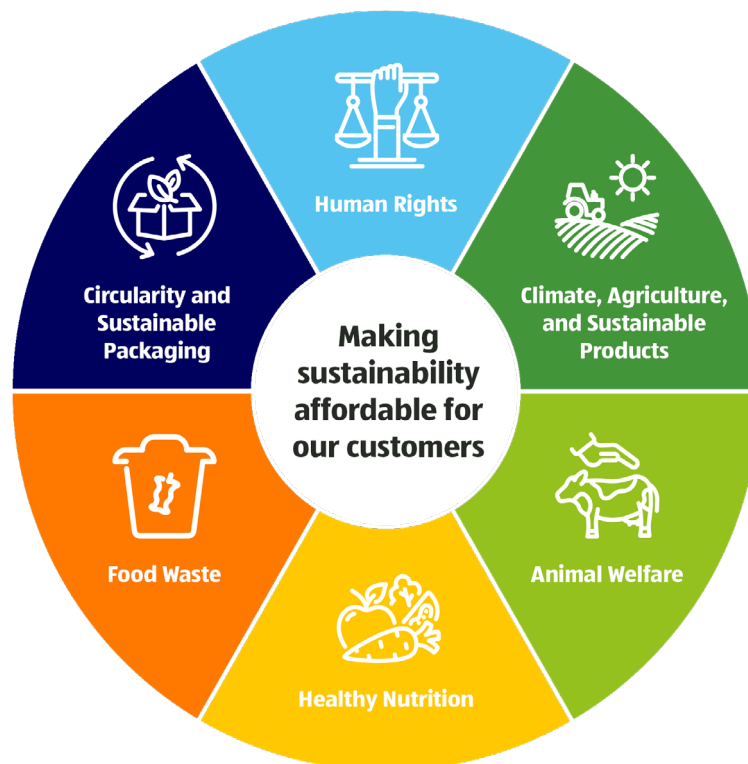 Human Rights
Climate, Agriculture,
and Sustainable
Products
Animal Welfare
Healthy Nutrition
Food Waste
Circularity and
Sustainable
Packaging
Making
sustainability
affordable for
our customers